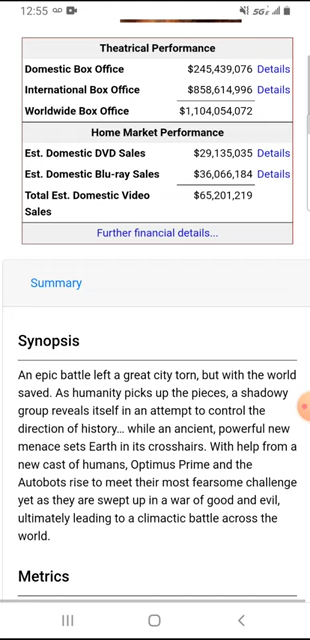 12:55
5GE
Theatrical Performance
Domestic Box Office $245,439,076 Details
International Box Office $858,614,996 Details
Worldwide Box Office $1,104,054,072
Home Market Performance
Est. Domestic DVD Sales $29,135,035 Details
Est. Domestic Blu-ray Sales $36,066,184 Details
Total Est. Domestic Video $65,201,219
Sales
Further financial details...
Summary
Synopsis
An epic battle left a great city torn, but with the world
saved. As humanity picks up the pieces, a shadowy
group reveals itself in an attempt to control the
direction of history… while an ancient, powerful new
menace sets Earth in its crosshairs. With help from a
new cast of humans, Optimus Prime and the
Autobots rise to meet their most fearsome challenge
yet as they are swept up in a war of good and evil,
ultimately leading to a climactic battle across the
world.
Metrics